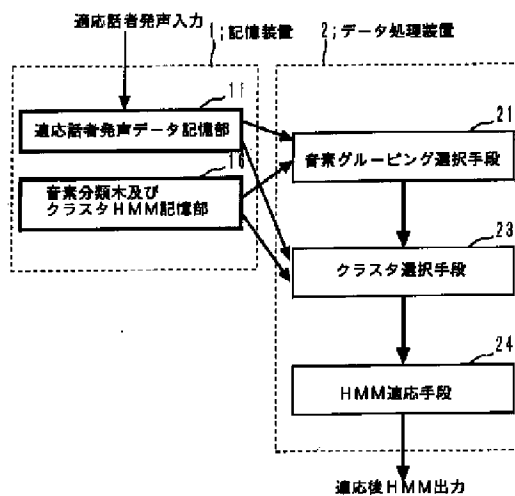 適応話者発声入力
1;記憶装置
2;データ処理装置
11
適応話者発声データ記憶部
16
音素分類木及び
クラスタHMM記憶部
21
音素グルーピング選択手段
23
クラスタ選択手段
24
HMM適応手段
適応後HMM出力